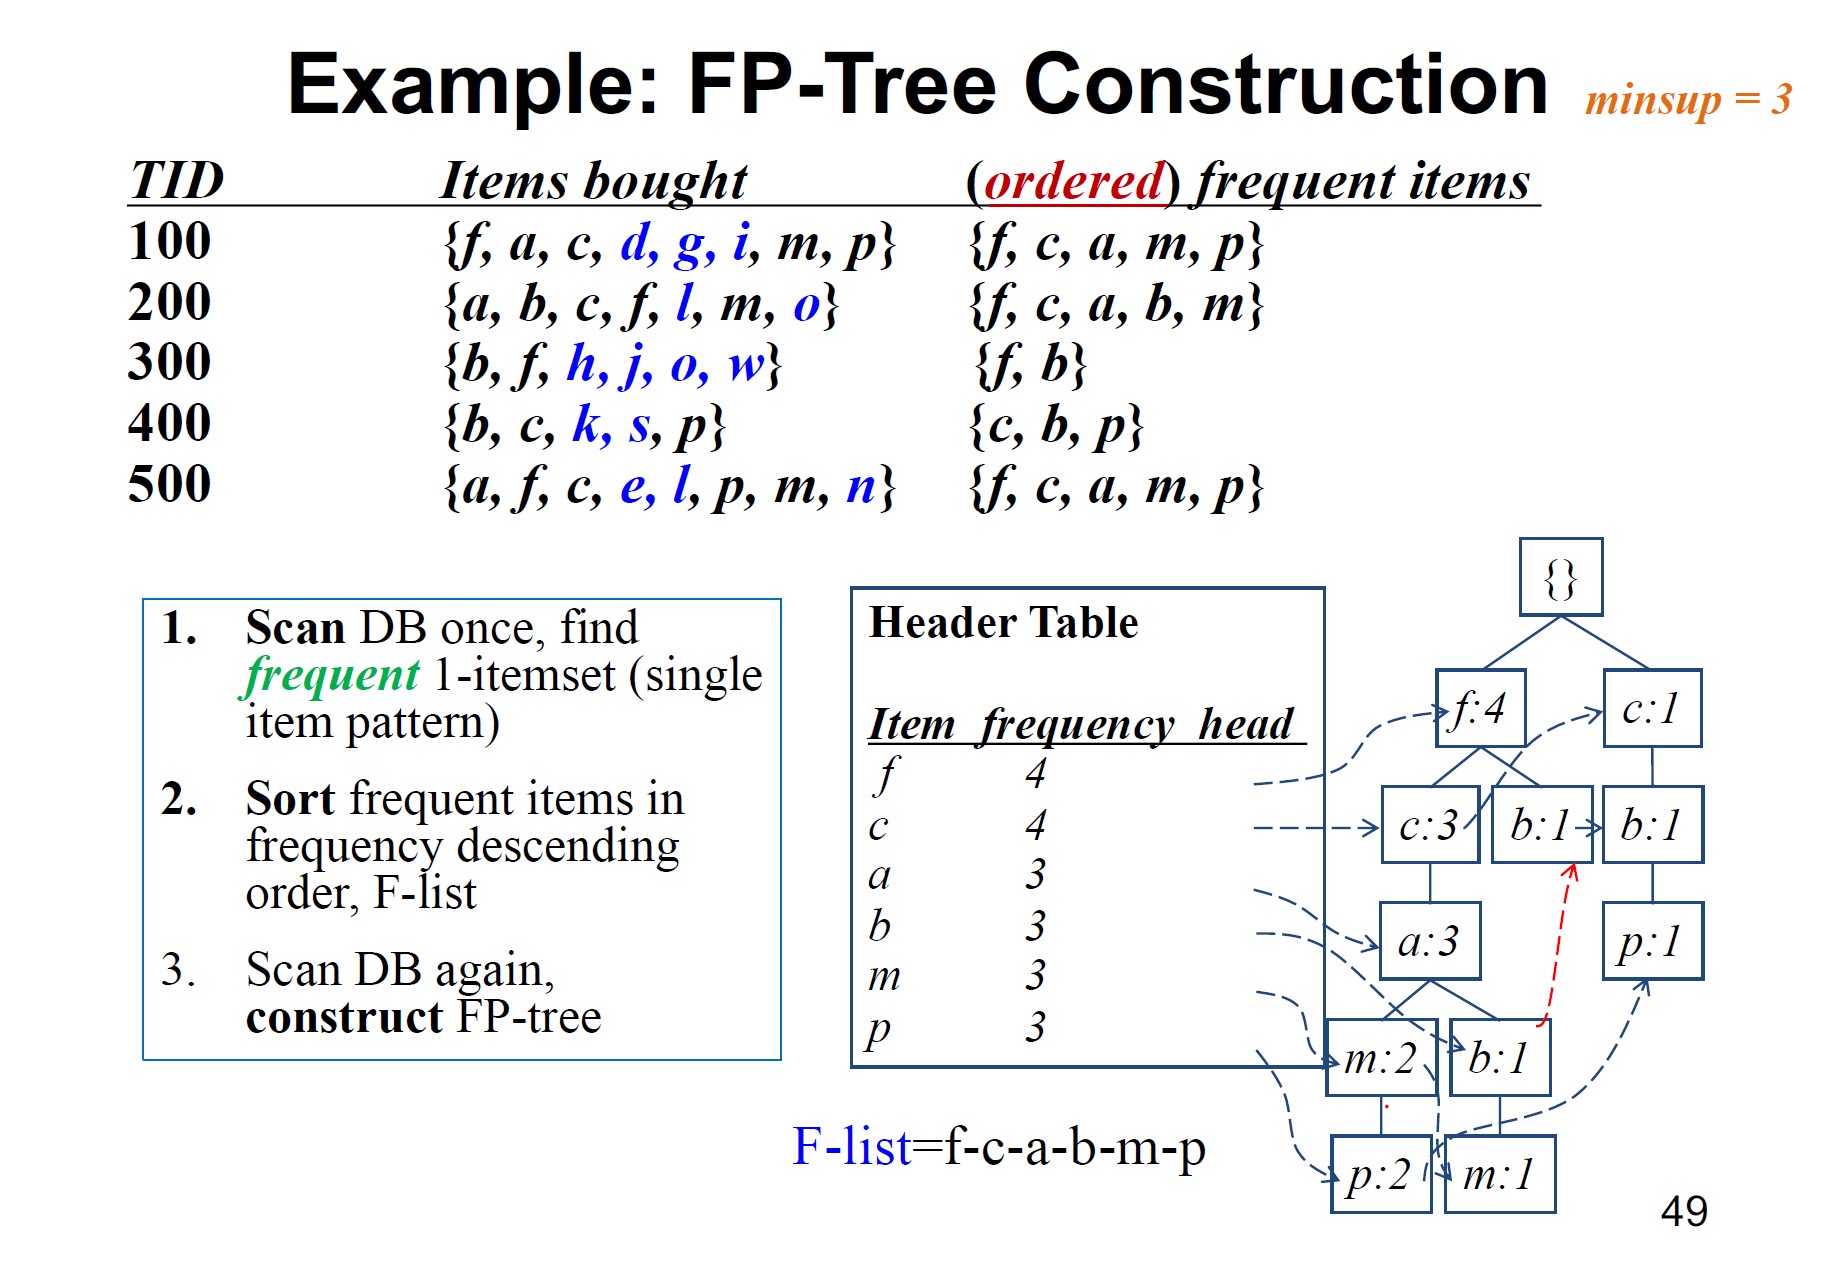 Example: FP-Tree Construction minsup = 3
TID Items bought (ordered) frequent items
100 {f, a, c, d, g, i, m, p} {f, c, a, m, p}
200 {a, b, c, f, l, m, o} {f, c, a, b, m}
300 {b, f, h, j, o, w} {f, b}
400 {b, c, k, s, p} {c, b, p}
500 {a, f, c, e, l, p, m, n} {f, c, a, m, p}
1. Scan DB once, find
frequent 1-itemset (single
item pattern)
2. Sort frequent items in
frequency descending
order, F-list
3. Scan DB again,
construct FP-tree
Header Table
Item frequency head
f 4
c 4
a 3
b 3
m 3
p 3
F-list=f-c-a-b-m-p
{}
f:4 c:1
c:3 b:1 b:1
a:3 p:1
m:2 b:1
p:2 m:1
49